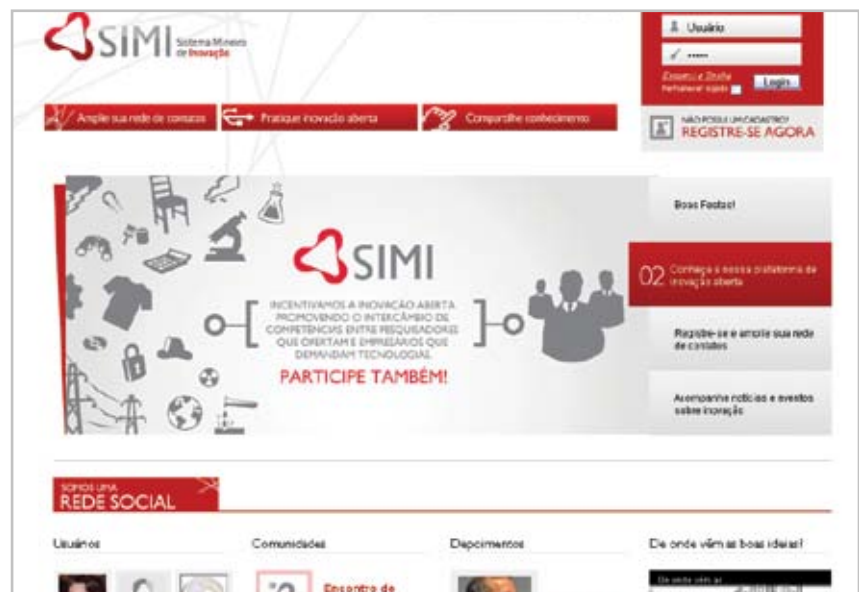 SIMI
Sistema Mineiro
de Inovação
Usuário
•••••
Esqueci a Senha
Permanecer logado
Login
Amplie sua rede de contatos
Pratique inovação aberta
Compartilhe conhecimento
NÃO POSSUI UM CADASTRO?
REGISTRE-SE AGORA
SIMI
INCENTIVAMOS A INOVAÇÃO ABERTA
PROMOVENDO O INTERCÂMBIO DE
COMPETÊNCIAS ENTRE PESQUISADORES
QUE OFERTAM E EMPRESÁRIOS QUE
DEMANDAM TECNOLOGIAS.
PARTICIPE TAMBÉM!
Boas Festas!
02
Conheça a nossa plataforma de
inovação aberta
Registre-se e amplie sua rede
de contatos
Acompanhe notícias e eventos
sobre inovação
SOMOS UMA
REDE SOCIAL
Usuários
Comunidades
Depoimentos
De onde vêm as boas ideias?
Encontro de
De onde vêm as